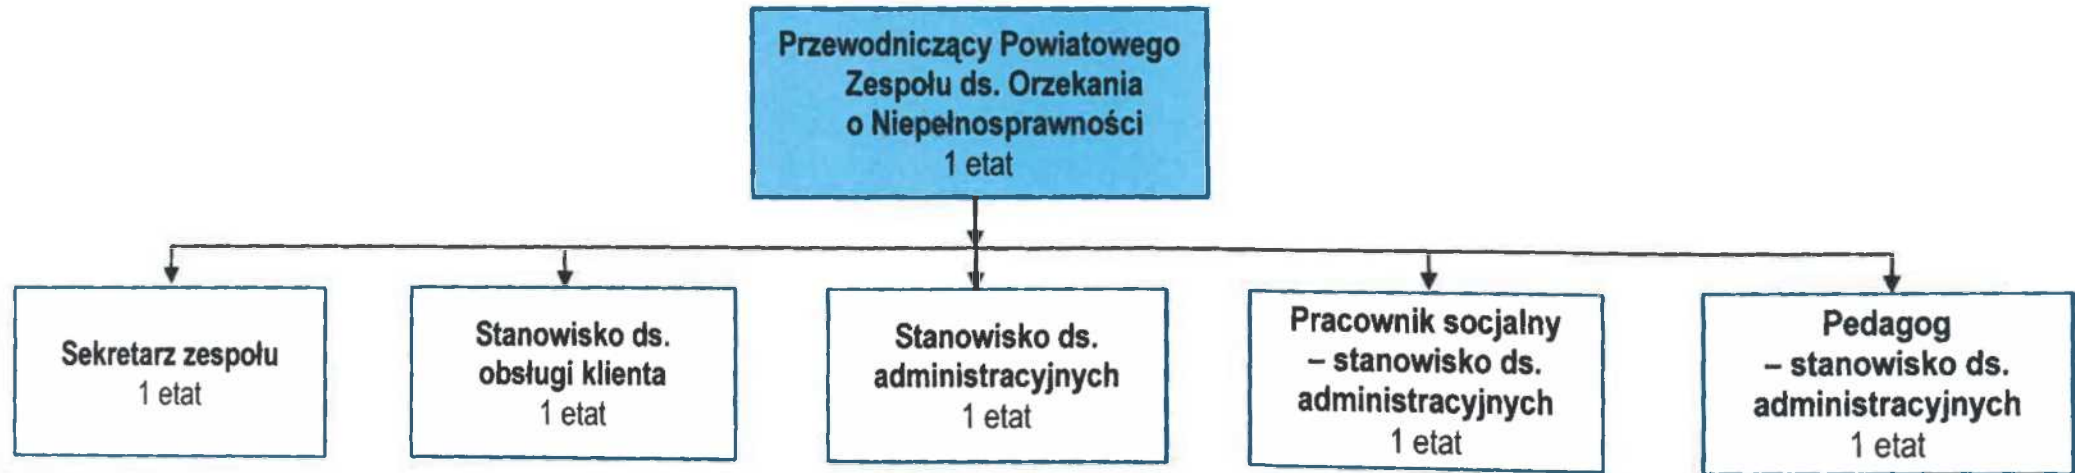 Przewodniczący Powiatowego
Zespołu ds. Orzekania
o Niepełnosprawności
1 etat
Sekretarz zespołu
1 etat
Stanowisko ds.
obsługi klienta
1 etat
Stanowisko ds.
administracyjnych
1 etat
Pracownik socjalny
– stanowisko ds.
administracyjnych
1 etat
Pedagog
– stanowisko ds.
administracyjnych
1 etat